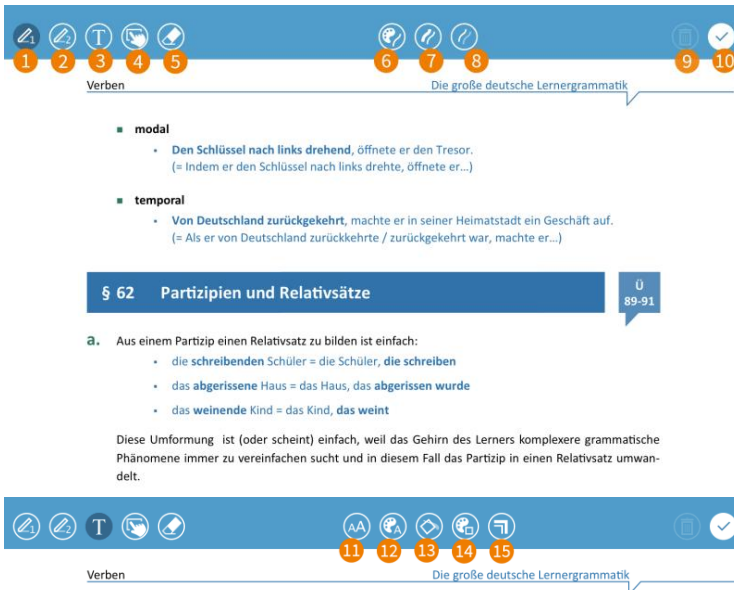 1 2 T
1 2 3 4 5 6 7 8 9 10
Verben Die große deutsche Lernergrammatik
modal
Den Schlüssel nach links drehend, öffnete er den Tresor.
(= Indem er den Schlüssel nach links drehte, öffnete er...)
temporal
Von Deutschland zurückgekehrt, machte er in seiner Heimatstadt ein Geschäft auf.
(= Als er von Deutschland zurückkehrte / zurückgekehrt war, machte er...)
§ 62 Partizipien und Relativsätze Ü
89-91
a. Aus einem Partizip einen Relativsatz zu bilden ist einfach:
die schreibenden Schüler = die Schüler, die schreiben
das abgerissene Haus = das Haus, das abgerissen wurde
das weinende Kind = das Kind, das weint
Diese Umformung ist (oder scheint) einfach, weil das Gehirn des Lerners komplexere grammatische
Phänomene immer zu vereinfachen sucht und in diesem Fall das Partizip in einen Relativsatz umwan-
delt.
1 2 T AA A
11 12 13 14 15
Verben Die große deutsche Lernergrammatik